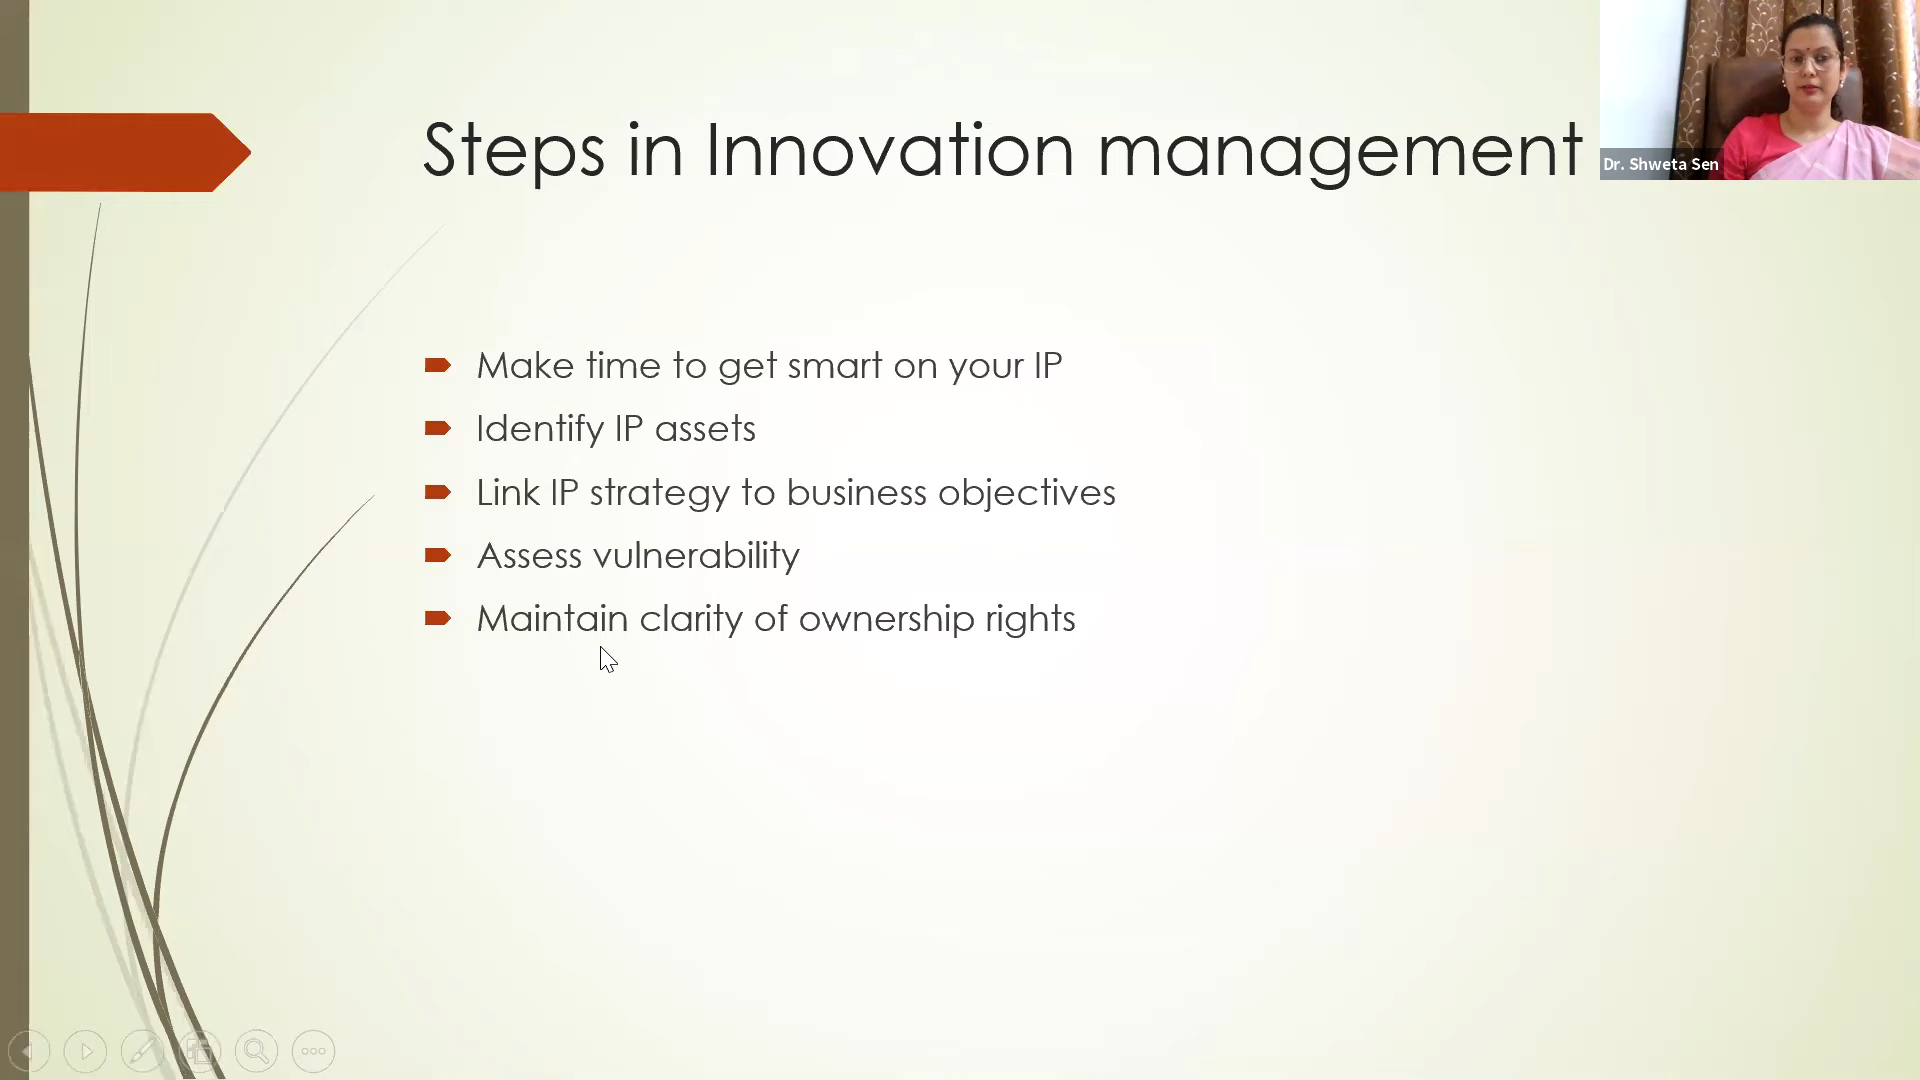 Steps in Innovation management
Dr. Shweta Sen
Make time to get smart on your IP
Identify IP assets
Link IP strategy to business objectives
Assess vulnerability
Maintain clarity of ownership rights